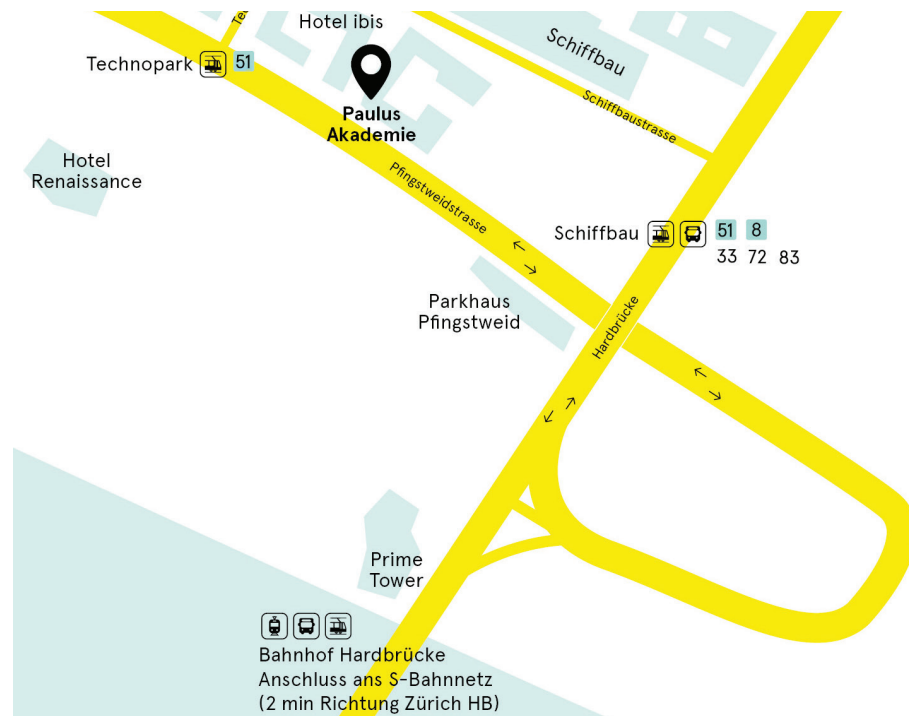 Hotel ibis
Technopark 51
Schiffbau
Paulus
Akademie
Schiffbaustrasse
Hotel
Renaissance
Pfingstweidstrasse
Schiffbau 51 8
33 72 83
Parkhaus
Pfingstweid
Hardbrücke
Prime
Tower
Bahnhof Hardbrücke
Anschluss ans S-Bahnnetz
(2 min Richtung Zürich HB)